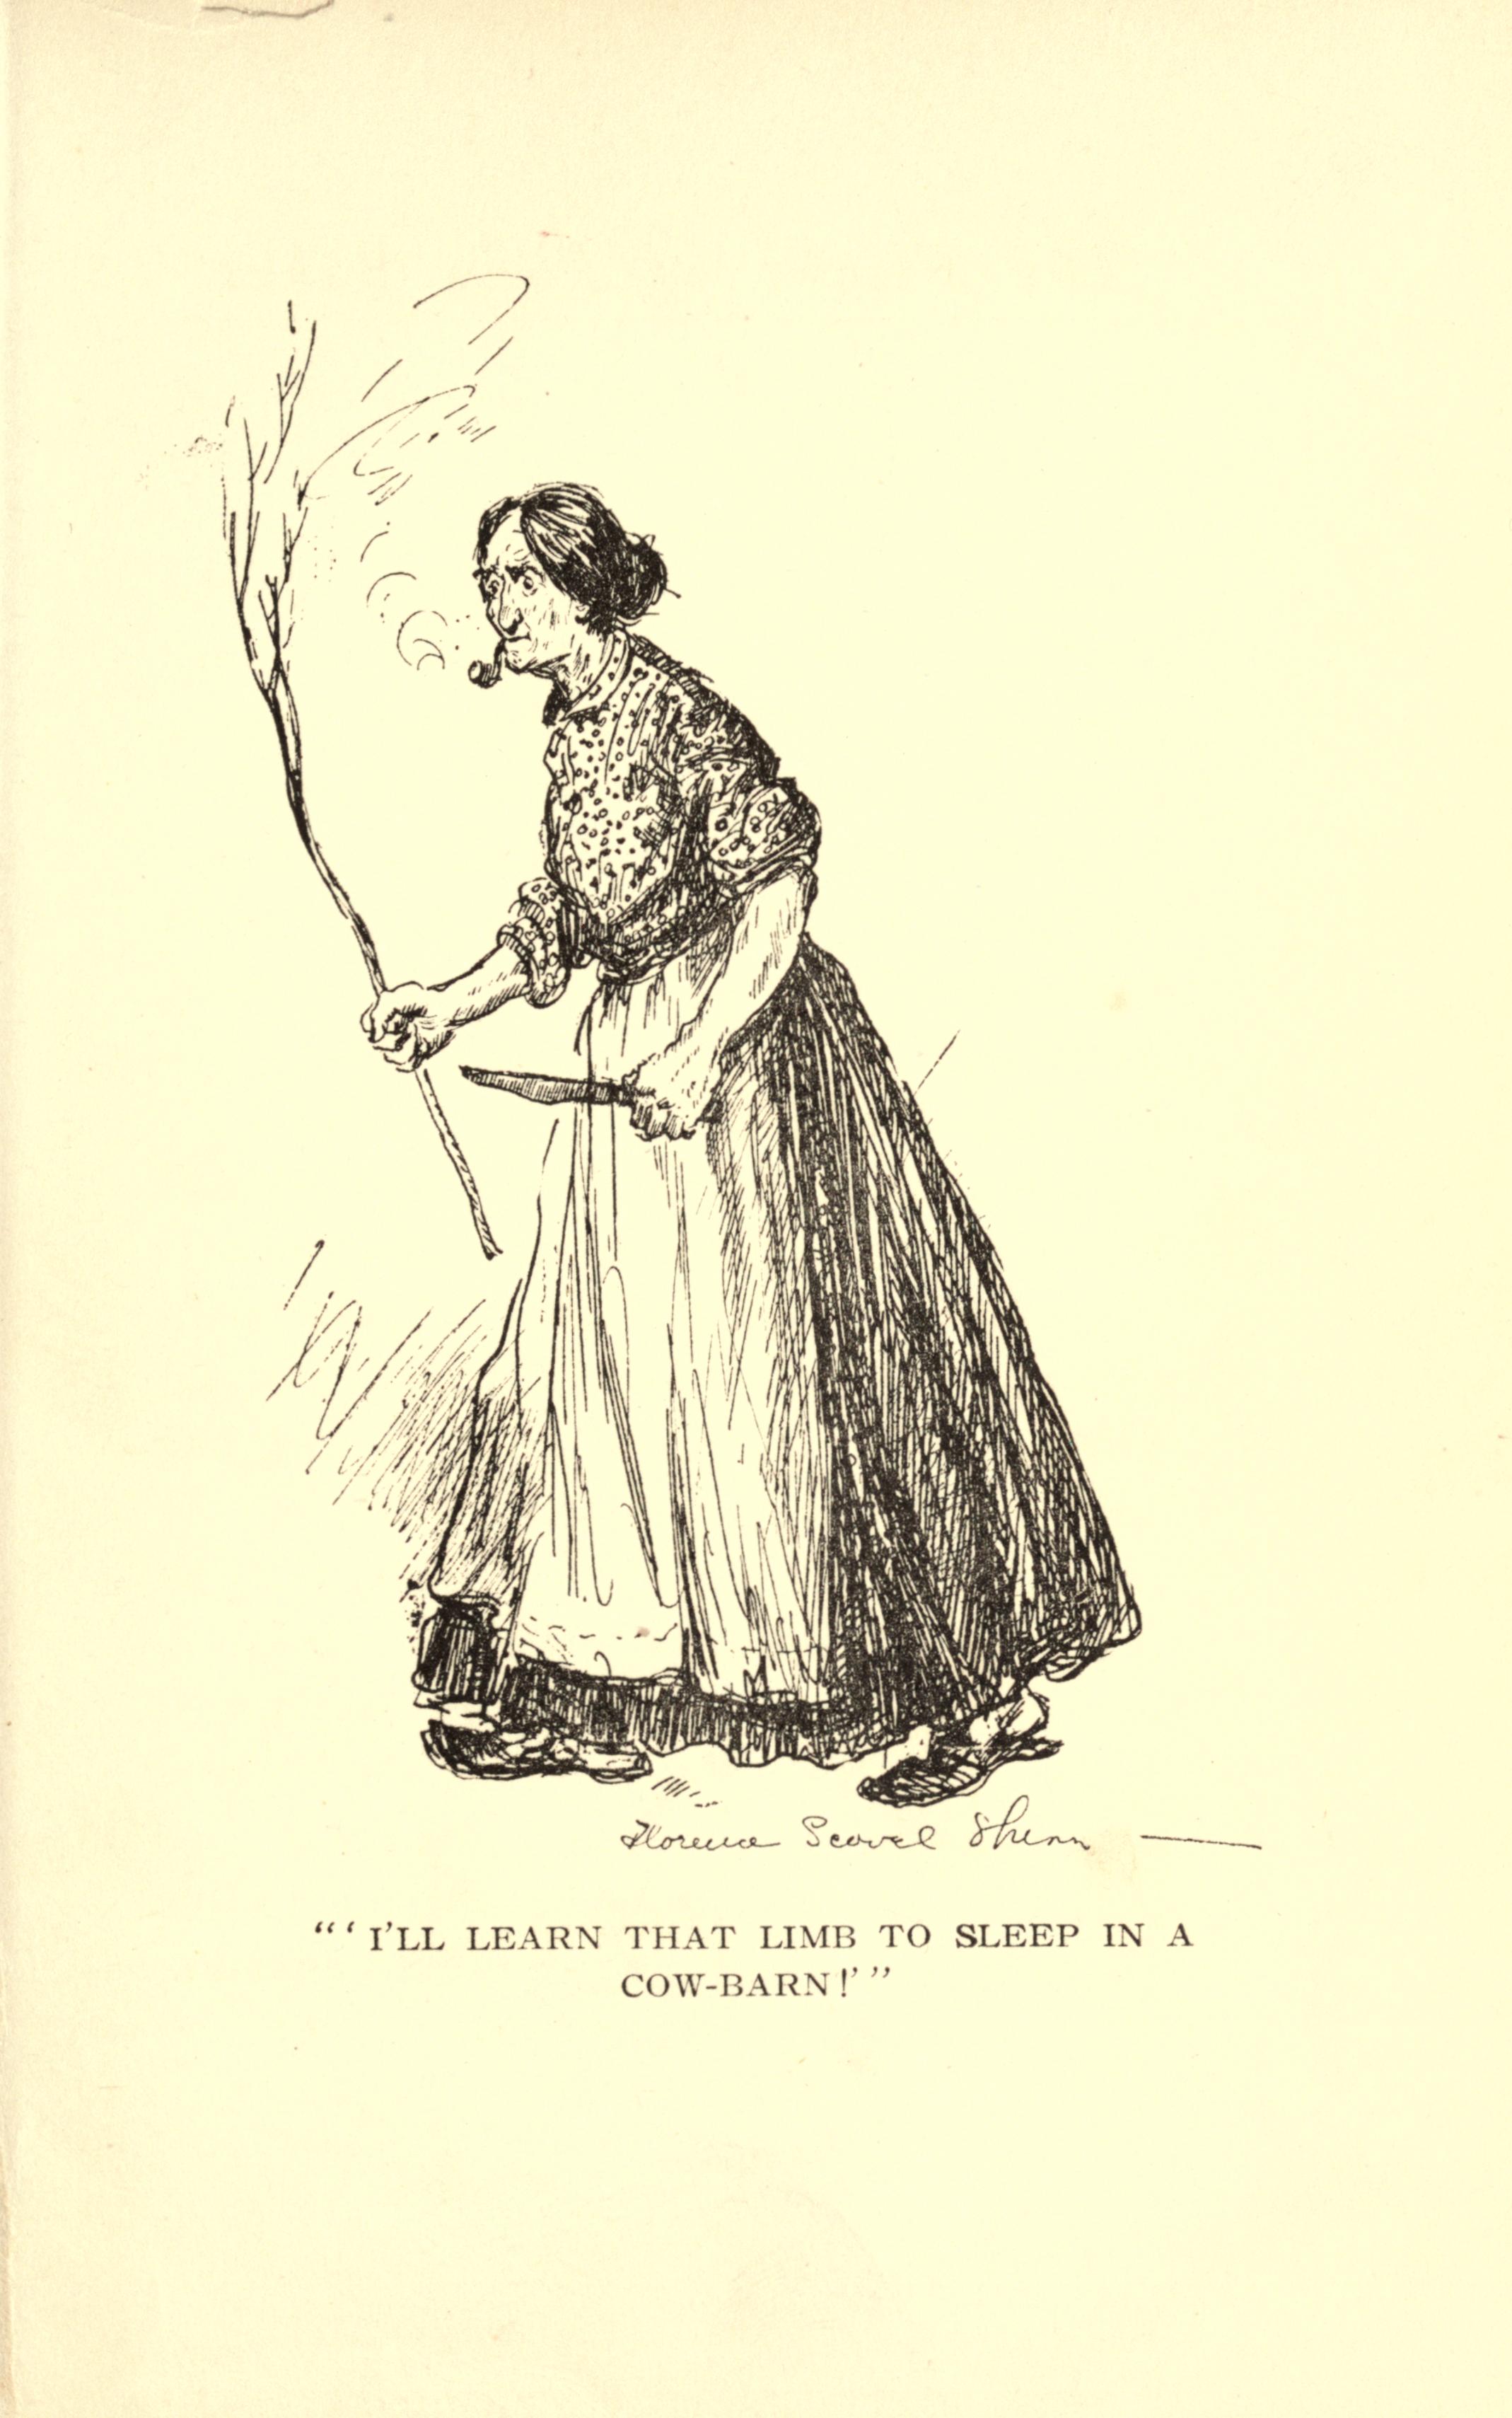 Florence Scovel Shinn
"'I'LL LEARN THAT LIMB TO SLEEP IN A
COW-BARN!'"